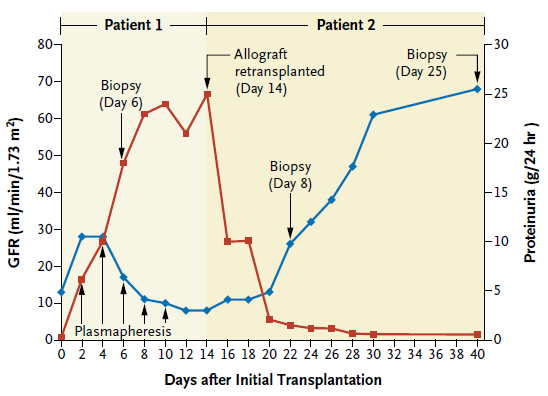 Patient 1
Patient 2
80
70
60
50
40
30
20
10
0
GFR (ml/min/1.73 m²)
30
25
20
15
10
5
0
Proteinuria (g/24 hr)
Biopsy
(Day 6)
Allograft
retransplanted
(Day 14)
Biopsy
(Day 25)
Biopsy
(Day 8)
Plasmapheresis
0 2 4 6 8 10 12 14 16 18 20 22 24 26 28 30 32 34 36 38 40
Days after Initial Transplantation